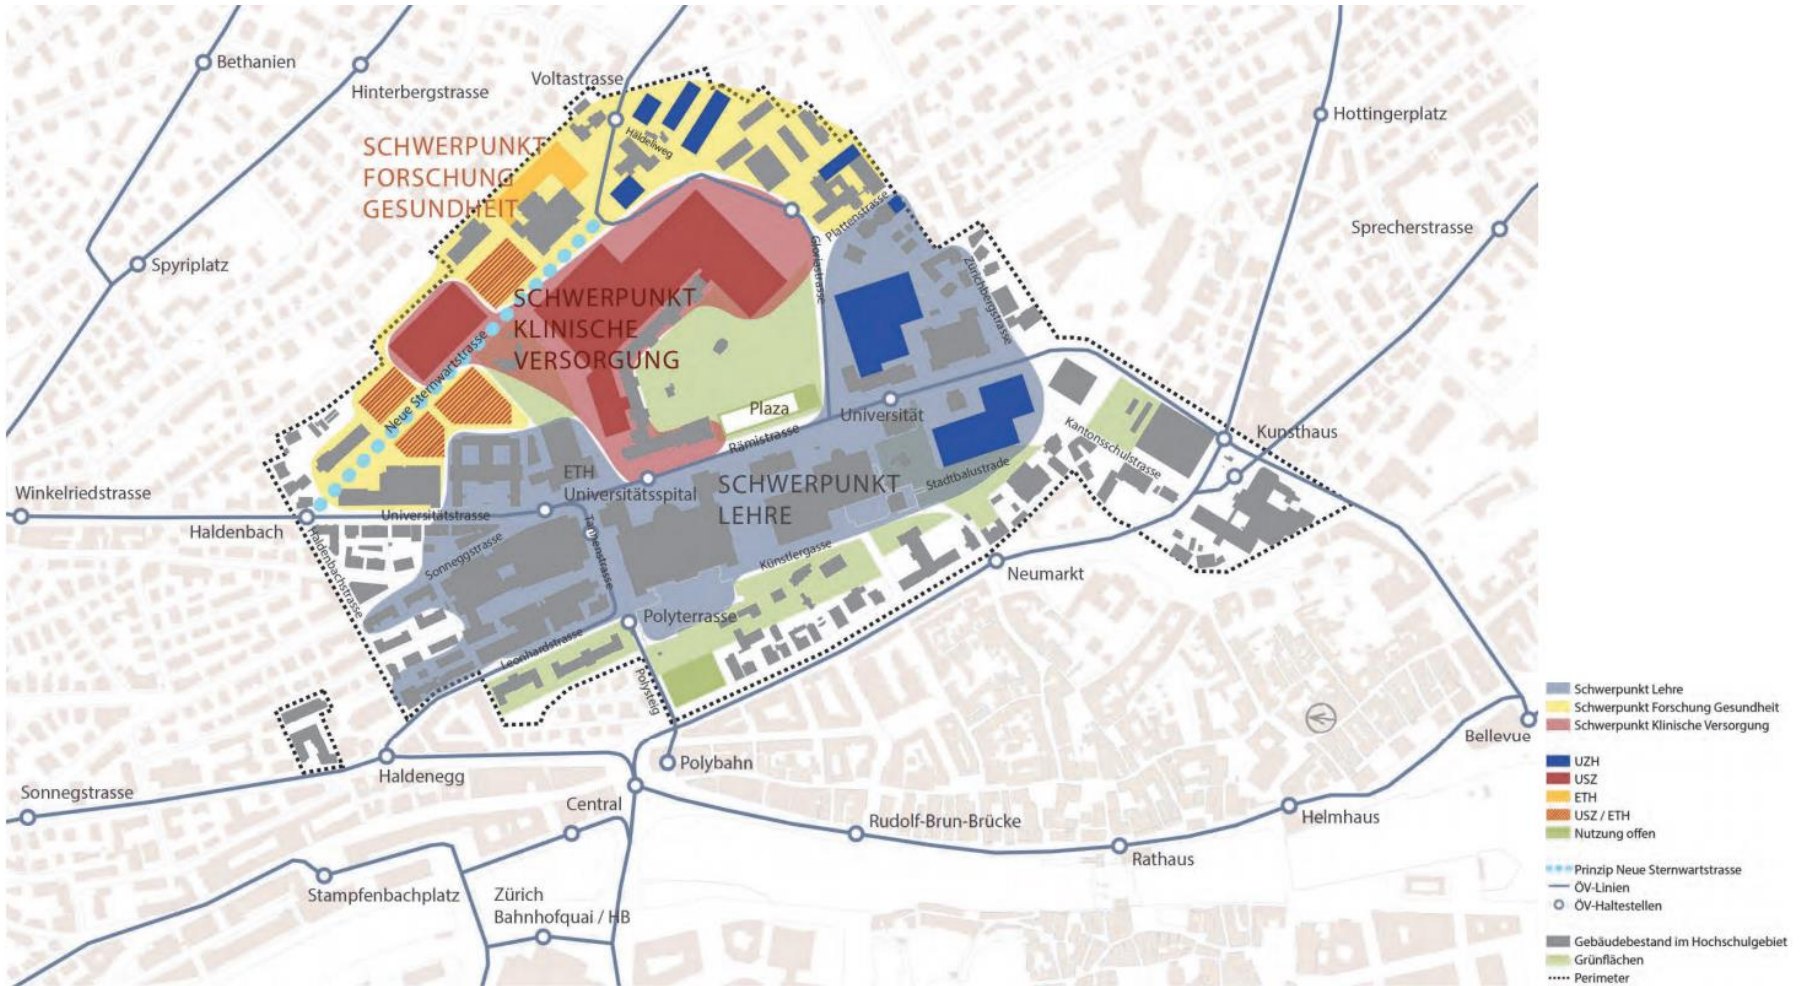 Bethanien
Hinterbergstrasse
Voltastrasse
Hottingerplatz
SCHWERPUNKT
FORSCHUNG
GESUNDHEIT
Häldeliweg
Plattenstrasse
Sprecherstrasse
Spyriplatz
Gloriastrasse
Zürichbergstrasse
SCHWERPUNKT
KLINISCHE
VERSORGUNG
Neue Sternwartstrasse
Plaza
Universität
Rämistrasse
Kantonsschulstrasse
Kunsthaus
ETH
Universitätsspital
SCHWERPUNKT
LEHRE
Stadtbalustrade
Winkelriedstrasse
Haldenbach
Universitätstrasse
Haldenbachstrasse
Sonneggstrasse
Tannenstrasse
Künstlergasse
Neumarkt
Polyterrasse
Leonhardstrasse
Polysteig
Bellevue
Haldenegg
Polybahn
Sonnegstrasse
Central
Rudolf-Brun-Brücke
Helmhaus
Rathaus
Stampfenbachplatz
Zürich
Bahnhofquai / HB
Schwerpunkt Lehre
Schwerpunkt Forschung Gesundheit
Schwerpunkt Klinische Versorgung
UZH
USZ
ETH
USZ / ETH
Nutzung offen
Prinzip Neue Sternwartstrasse
ÖV-Linien
ÖV-Haltestellen
Gebäudebestand im Hochschulgebiet
Grünflächen
Perimeter